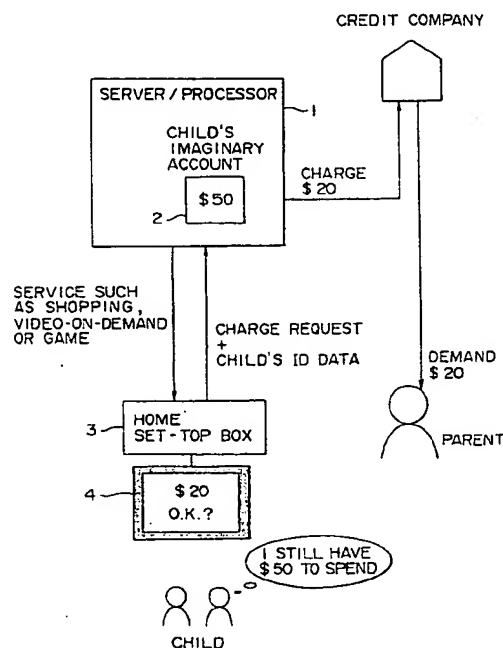 CREDIT COMPANY
SERVER/PROCESSOR
1
CHILD'S
IMAGINARY
ACCOUNT
$50
2
CHARGE
$20
SERVICE SUCH
AS SHOPPING,
VIDEO-ON-DEMAND
OR GAME
CHARGE REQUEST
+
CHILD'S ID DATA
DEMAND
$20
PARENT
3
HOME
SET-TOP BOX
4
$20
O.K.?
I STILL HAVE
$50 TO SPEND
CHILD